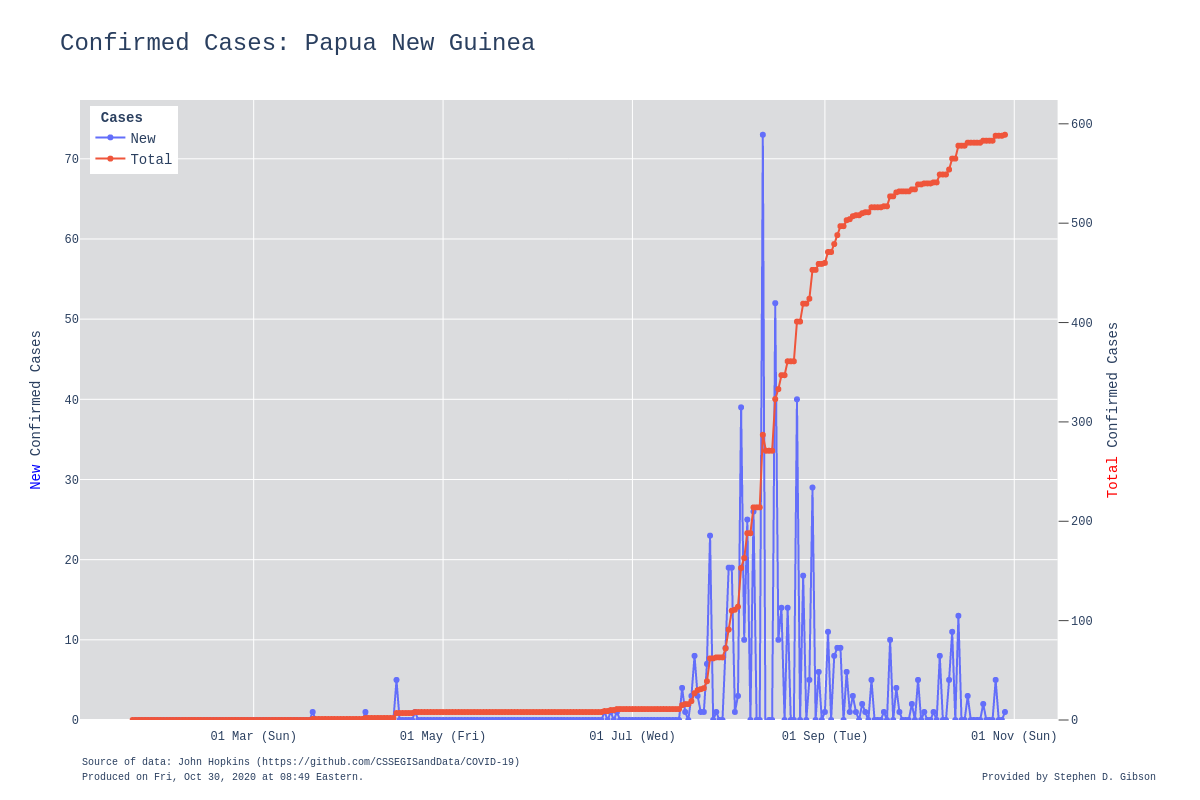 Confirmed Cases: Papua New Guinea
Cases
New
Total
70
60
50
40
30
20
10
0
600
500
400
300
200
100
0
New Confirmed Cases
Total Confirmed Cases
01 Mar (Sun)
01 May (Fri)
01 Jul (Wed)
01 Sep (Tue)
01 Nov (Sun)
Source of data: John Hopkins (https://github.com/CSSEGISandData/COVID-19)
Produced on Fri, Oct 30, 2020 at 08:49 Eastern.
Provided by Stephen D. Gibson